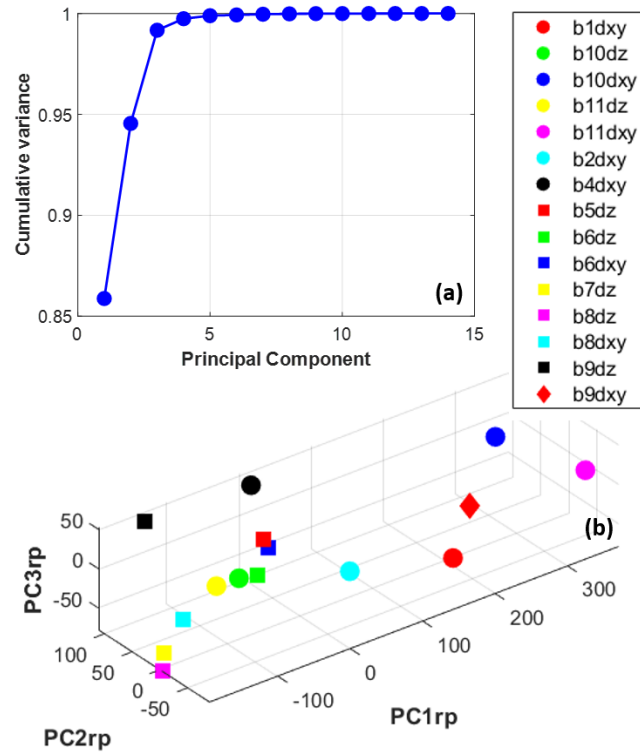 1
0.95
0.9
0.85
Cumulative variance
0
5
10
15
Principal Component
(a)
b1dxy
b10dz
b10dxy
b11dz
b11dxy
b2dxy
b4dxy
b5dz
b6dz
b6dxy
b7dz
b8dz
b8dxy
b9dz
b9dxy
(b)
50
0
-50
PC3rp
100
50
0
-50
PC2rp
-100
0
100
200
300
PC1rp